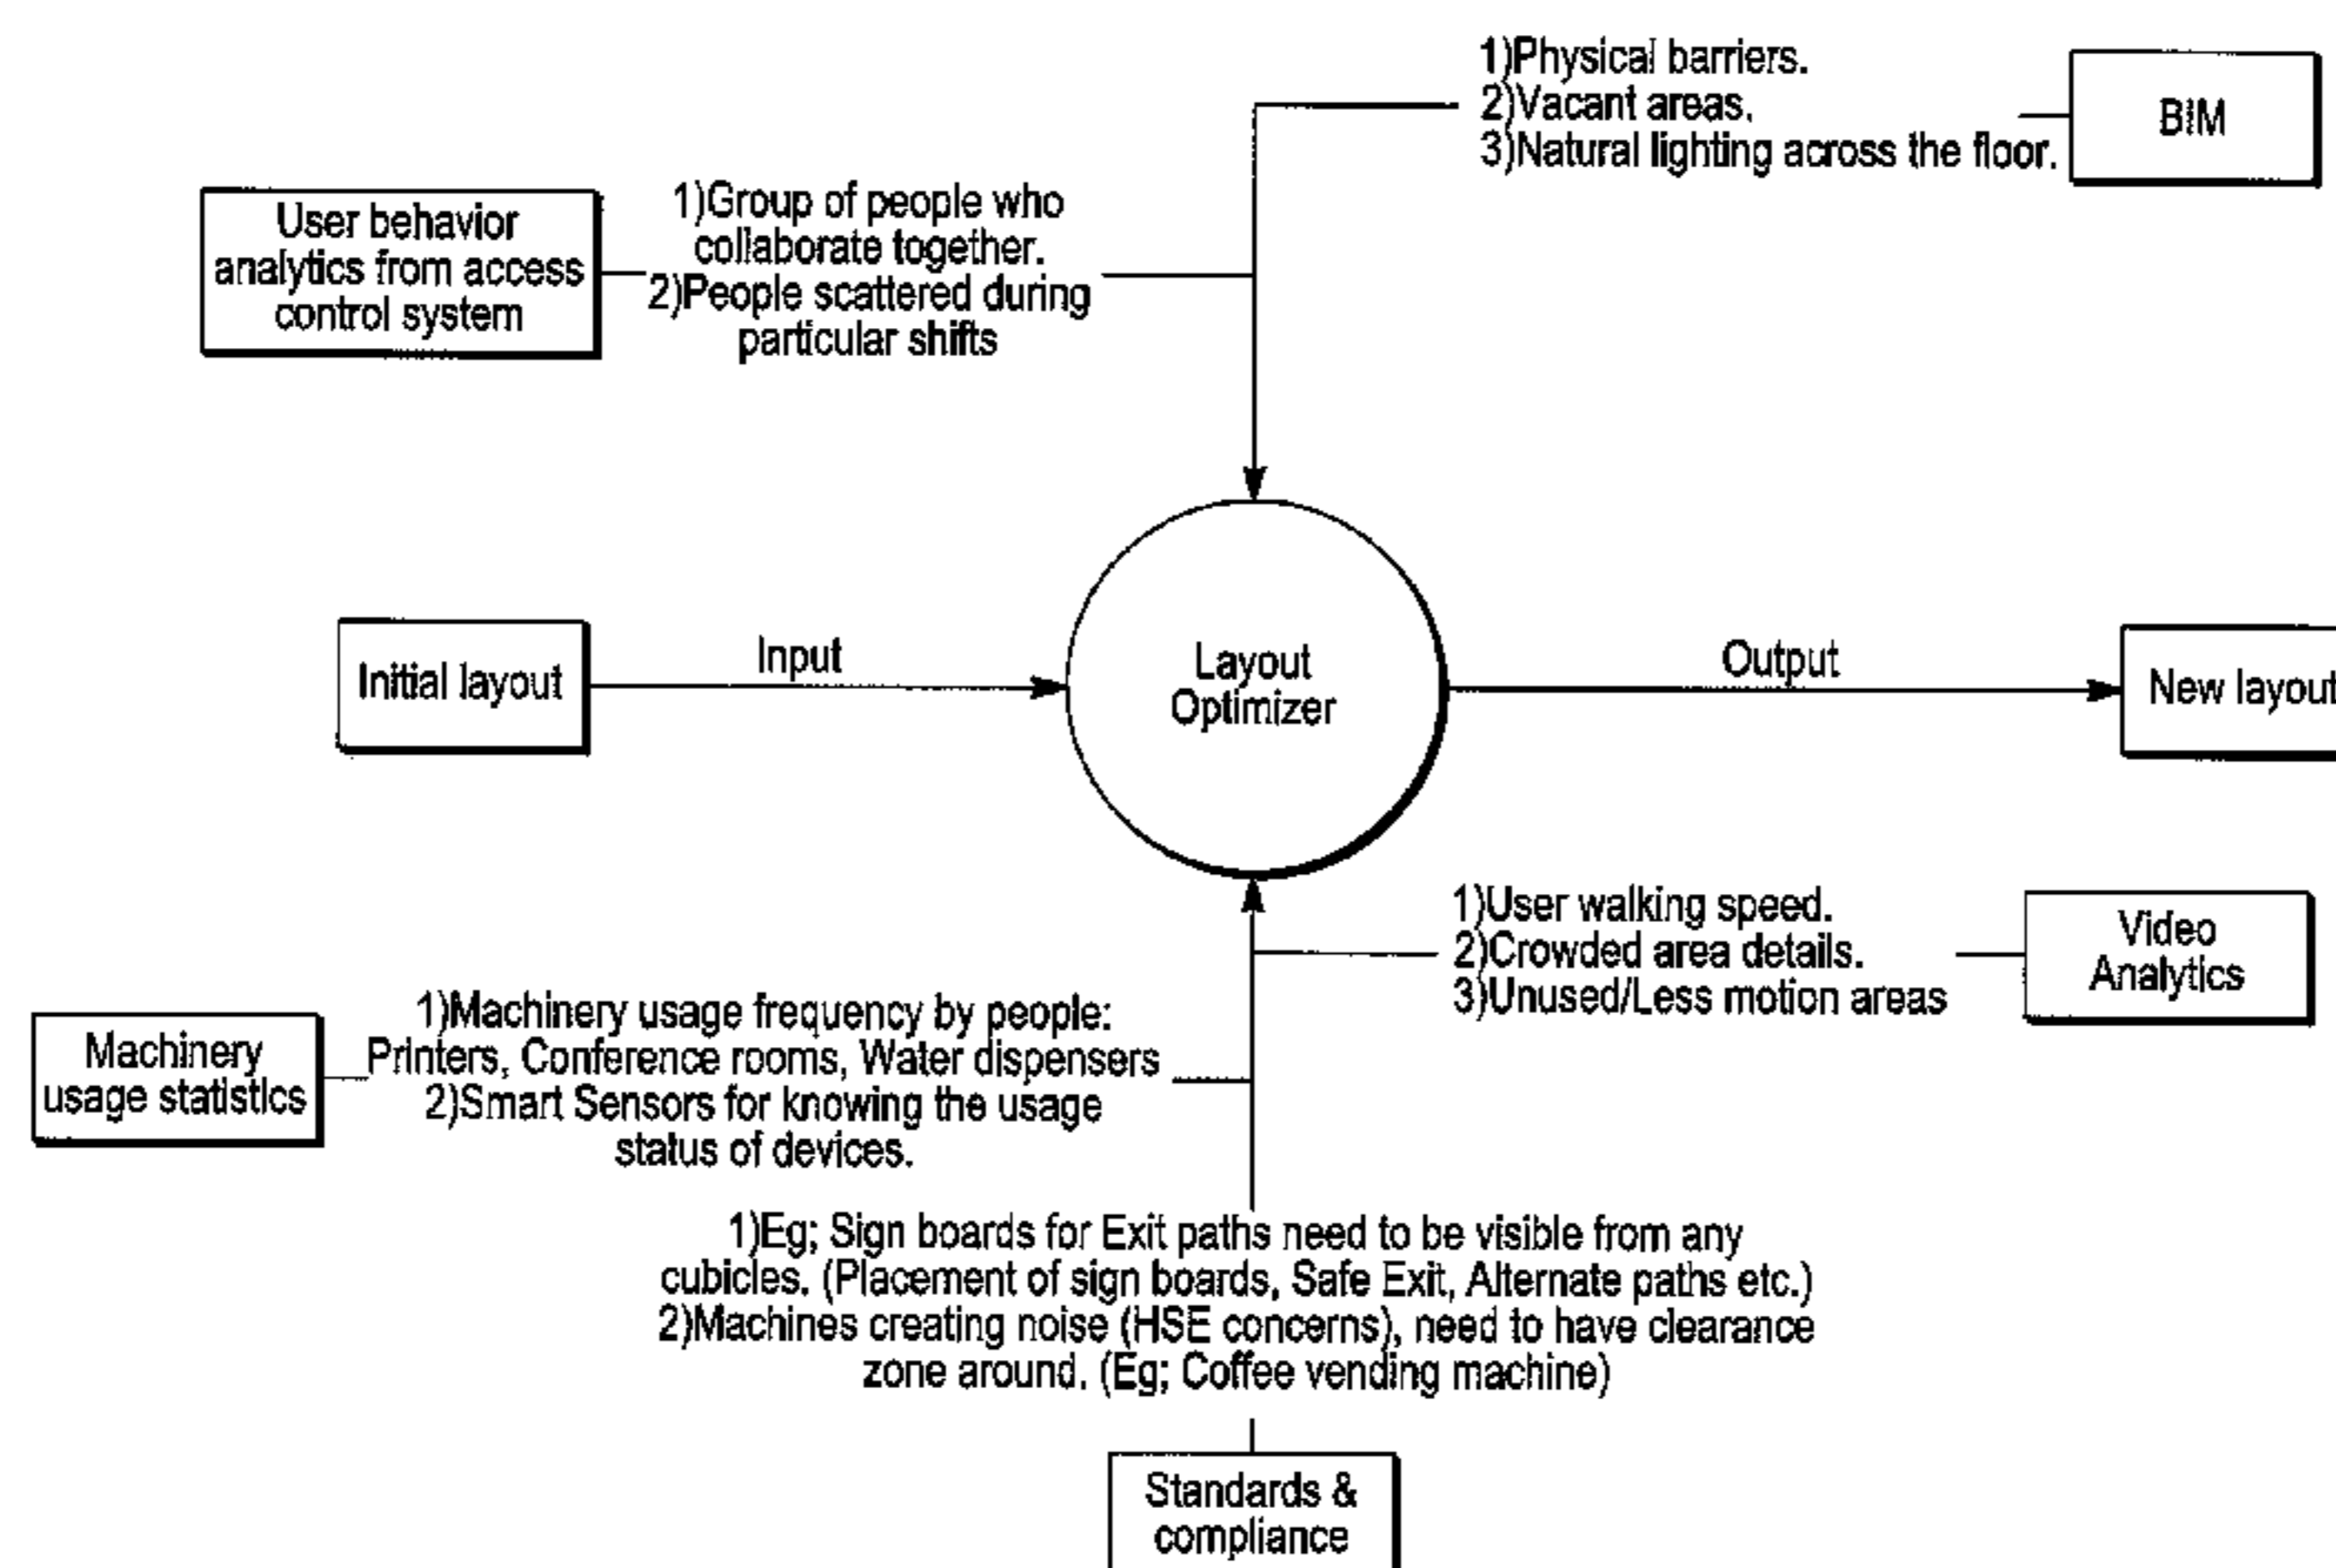 1)Physical barriers.
2)Vacant areas.
3)Natural lighting across the floor.
BIM
User behavior
analytics from access
control system
1)Group of people who
collaborate together.
2)People scattered during
particular shifts
Initial layout
Input
Layout
Optimizer
Output
New layout
1)User walking speed.
2)Crowded area details.
3)Unused/Less motion areas
Video
Analytics
Machinery
usage statistics
1)Machinery usage frequency by people:
Printers, Conference rooms, Water dispensers
2)Smart Sensors for knowing the usage
status of devices.
1)Eg; Sign boards for Exit paths need to be visible from any
cubicles. (Placement of sign boards, Safe Exit, Alternate paths etc.)
2)Machines creating noise (HSE concerns), need to have clearance
zone around. (Eg; Coffee vending machine)
Standards &
compliance